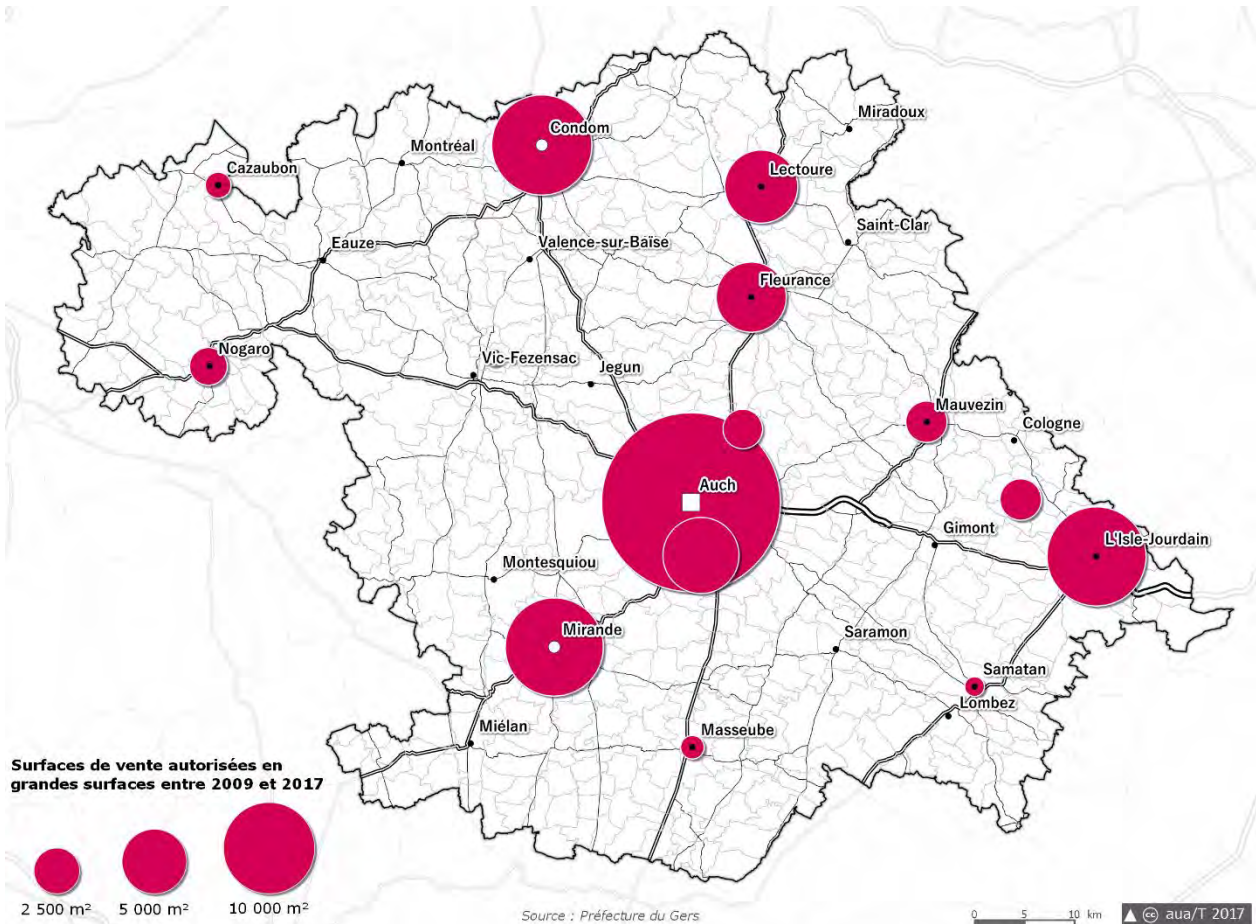 Miradoux
Condom
Montréal
Lectoure
Cazaubon
Saint-Clar
Eauze
Valence-sur-Baïse
Fleurance
Nogaro
Vic-Fezensac
Jegun
Mauvezin
Cologne
Auch
Gimont
L'Isle-Jourdain
Montesquiou
Mirande
Saramon
Samatan
Lombez
Miélan
Masseube
Surfaces de vente autorisées en
grandes surfaces entre 2009 et 2017
2 500 m²
5 000 m²
10 000 m²
Source : Préfecture du Gers
0 5 10 km
cc aua/T 2017